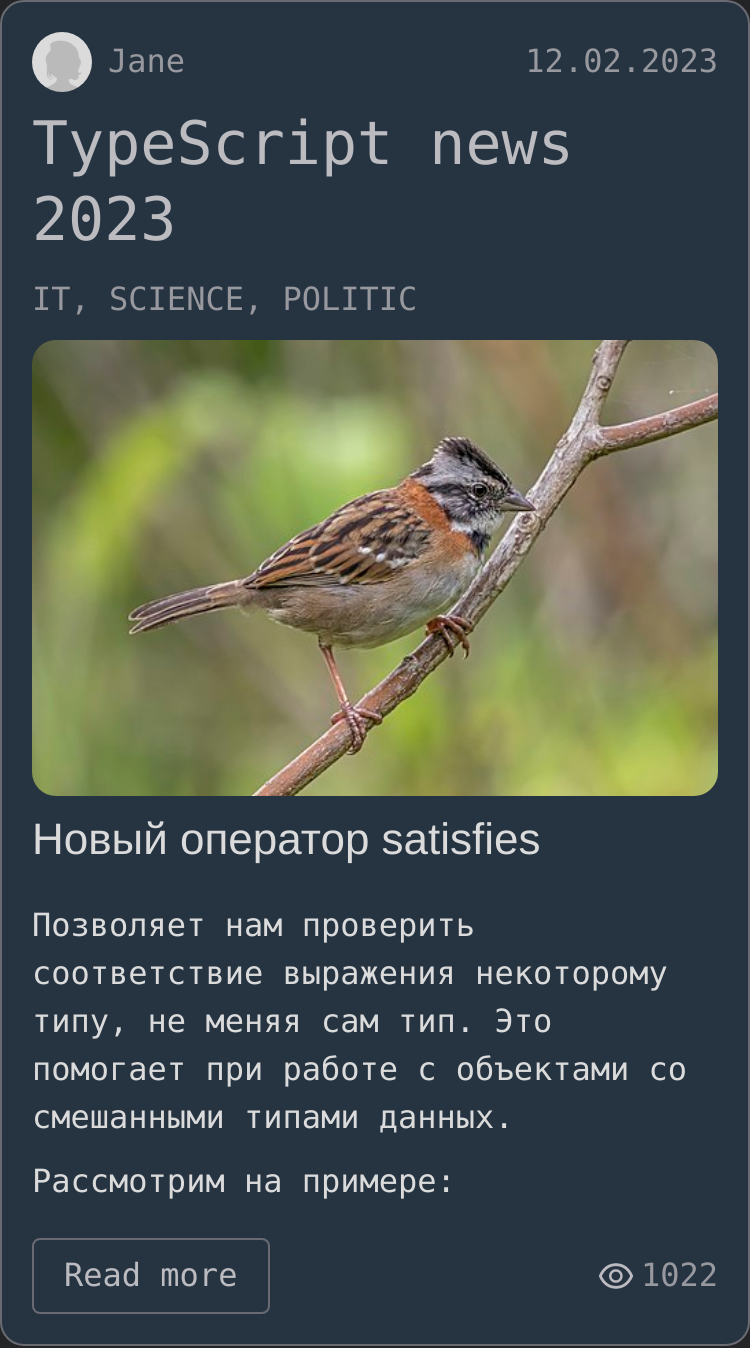 Jane
12.02.2023
TypeScript news
2023
IT, SCIENCE, POLITIC
Новый оператор satisfies
Позволяет нам проверить
соответствие выражения некоторому
типу, не меняя сам тип. Это
помогает при работе с объектами со
смешанными типами данных.
Рассмотрим на примере:
Read more
1022